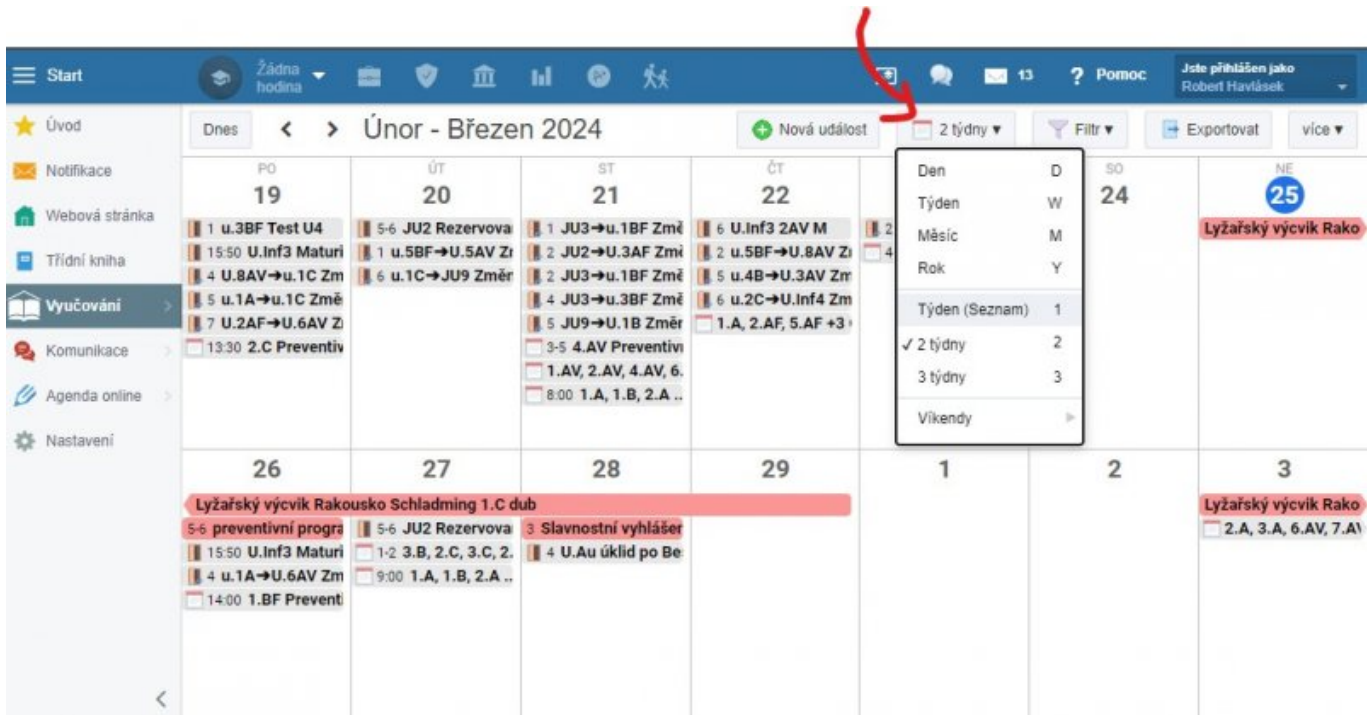 Start
Žádná hodina
13
? Pomoc
Jste přihlášen jako
Robert Havlásek
Úvod
Notifikace
Webová stránka
Třídní kniha
Vyučování
Komunikace
Agenda online
Nastavení
Dnes
Únor - Březen 2024
Nová událost
2 týdny
Filtr
Exportovat
více
PO
ÚT
ST
ČT
SO
NE
19
20
21
22
24
25
1 u.3BF Test U4
15:50 U.Inf3 Maturi
4 U.8AV→u.1C Zm
5 u.1A→u.1C Změ
7 U.2AF→U.6AV Z
13:30 2.C Preventiv
5-6 JU2 Rezervova
1 u.5BF→U.5AV Zr
6 u.1C→JU9 Změr
1 JU3→u.1BF Změ
2 JU2→U.3AF Změ
2 JU3→u.1BF Změ
4 JU3→u.3BF Změ
5 JU9→U.1B Změr
3-5 4.AV Preventivn
1.AV, 2.AV, 4.AV, 6.
8:00 1.A, 1.B, 2.A ..
6 U.Inf3 2AV M
2 u.5BF→U.8AV Z
5 u.4B→U.3AV Zm
6 u.2C→U.Inf4 Zm
1.A, 2.AF, 5.AF +3
2
4
Lyžařský výcvik Rako
Den D
Týden W
Měsíc M
Rok Y
Týden (Seznam) 1
✓ 2 týdny 2
3 týdny 3
Víkendy
26
27
28
29
1
2
3
Lyžařský výcvik Rakousko Schladming 1.C dub
5-6 preventivní progra
15:50 U.Inf3 Maturi
4 u.1A→U.6AV Zm
14:00 1.BF Preventi
5-6 JU2 Rezervova
1-2 3.B, 2.C, 3.C, 2.
9:00 1.A, 1.B, 2.A ..
3 Slavnostní vyhlášer
4 U.Au úklid po Be
Lyžařský výcvik Rako
2.A, 3.A, 6.AV, 7.A